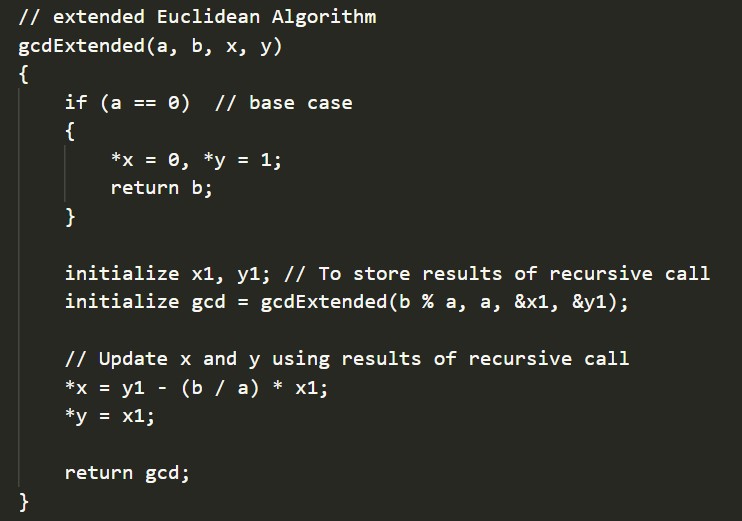 // extended Euclidean Algorithm
gcdExtended(a, b, x, y)
{
    if (a == 0)  // base case
    {
        *x = 0, *y = 1;
        return b;
    }

    initialize x1, y1; // To store results of recursive call
    initialize gcd = gcdExtended(b % a, a, &x1, &y1);

    // Update x and y using results of recursive call
    *x = y1 - (b / a) * x1;
    *y = x1;

    return gcd;
}